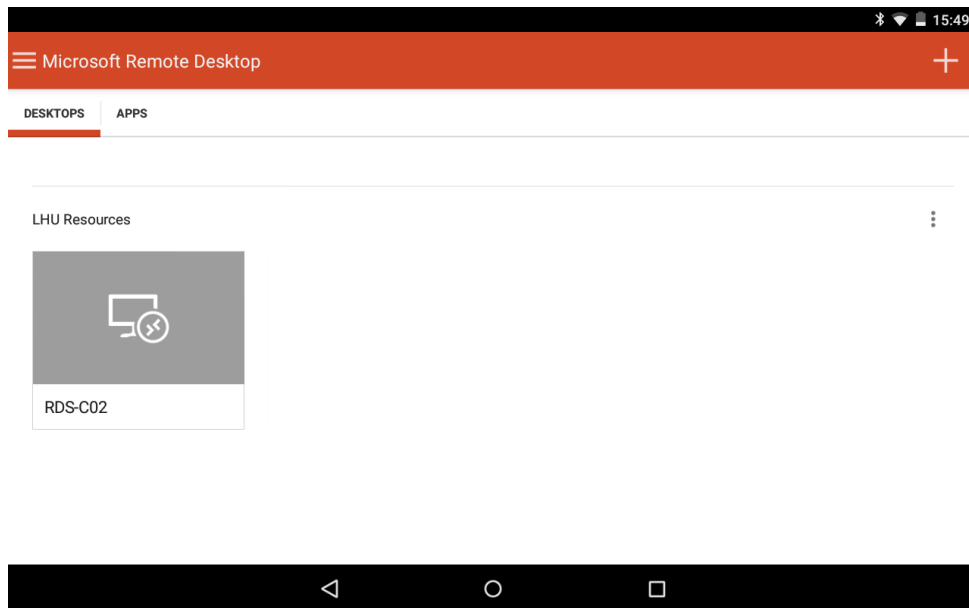 15:49
Microsoft Remote Desktop
DESKTOPS APPS
LHU Resources
RDS-C02